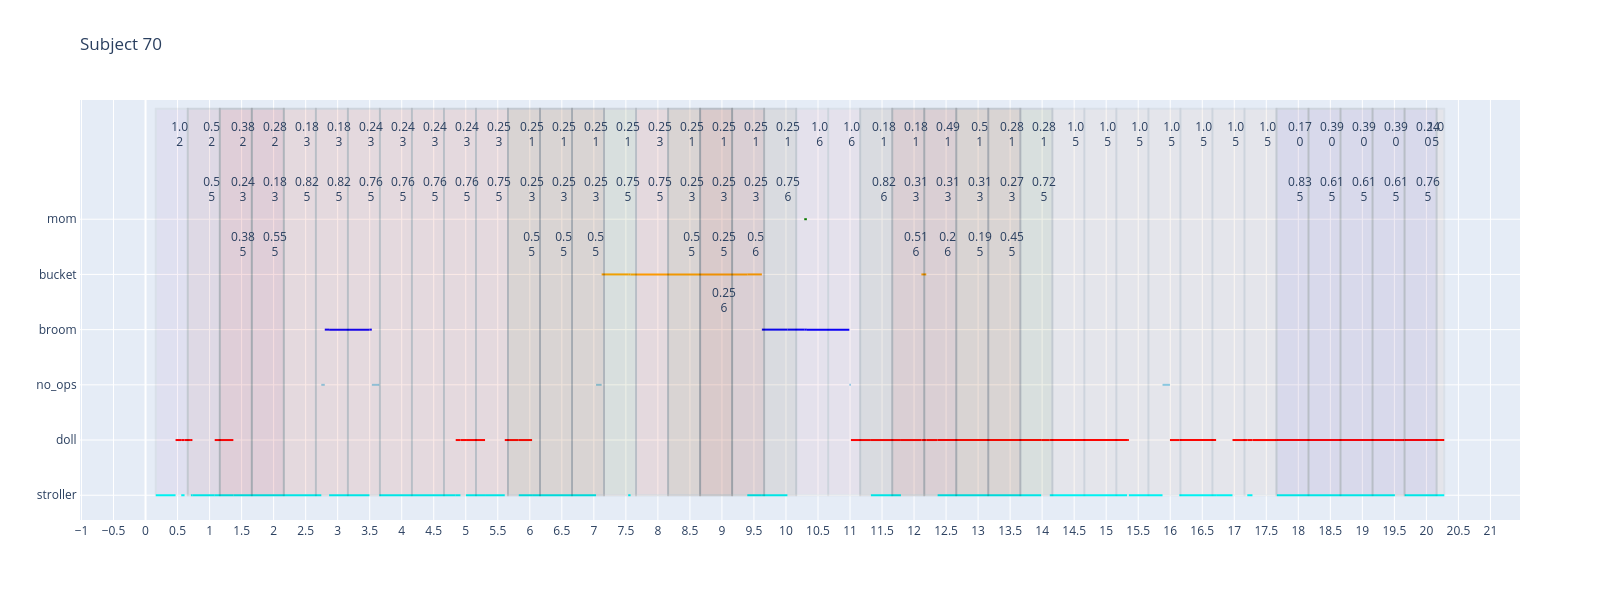 Subject 70
1.0 0.5 0.38 0.28 0.18 0.18 0.24 0.24 0.24 0.24 0.25 0.25 0.25 0.25 0.25 0.25 0.25 0.25 0.25 0.25 1.0 1.0 0.18 0.18 0.49 0.5 0.28 0.28 1.0 1.0 1.0 1.0 1.0 1.0 1.0 0.17 0.39 0.39 0.39
2 2 2 2 3 3 3 3 3 3 3 1 1 1 1 3 1 1 1 1 6 6 1 1 1 1 1 1 5 5 5 5 5 5 5 0 0 0 0
0.5 0.24 0.18 0.82 0.82 0.76 0.76 0.76 0.76 0.75 0.25 0.25 0.25 0.75 0.75 0.25 0.25 0.25 0.75 0.82 0.31 0.31 0.31 0.27 0.72 0.83 0.61 0.61 0.61 0.76
5 3 3 5 5 5 5 5 5 5 3 3 3 5 5 3 3 3 6 6 3 3 3 3 5 5 5 5 5 5
mom
0.38 0.55 0.5 0.5 0.5 0.5 0.25 0.5 0.51 0.2 0.19 0.45
5 5 5 5 5 5 5 6 6 6 5 5
bucket
0.25
6
broom
no_ops
doll
stroller
−1 −0.5 0 0.5 1 1.5 2 2.5 3 3.5 4 4.5 5 5.5 6 6.5 7 7.5 8 8.5 9 9.5 10 10.5 11 11.5 12 12.5 13 13.5 14 14.5 15 15.5 16 16.5 17 17.5 18 18.5 19 19.5 20 20.5 21